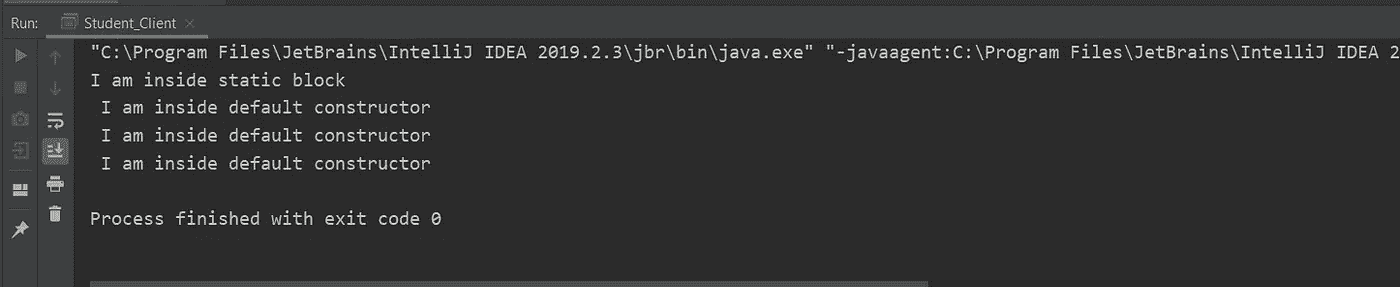 Run: Student_Client ×
"C:\Program Files\JetBrains\IntelliJ IDEA 2019.2.3\jbr\bin\java.exe" "-javaagent:C:\Program Files\JetBrains\IntelliJ IDEA 2
I am inside static block
 I am inside default constructor
 I am inside default constructor
 I am inside default constructor
Process finished with exit code 0